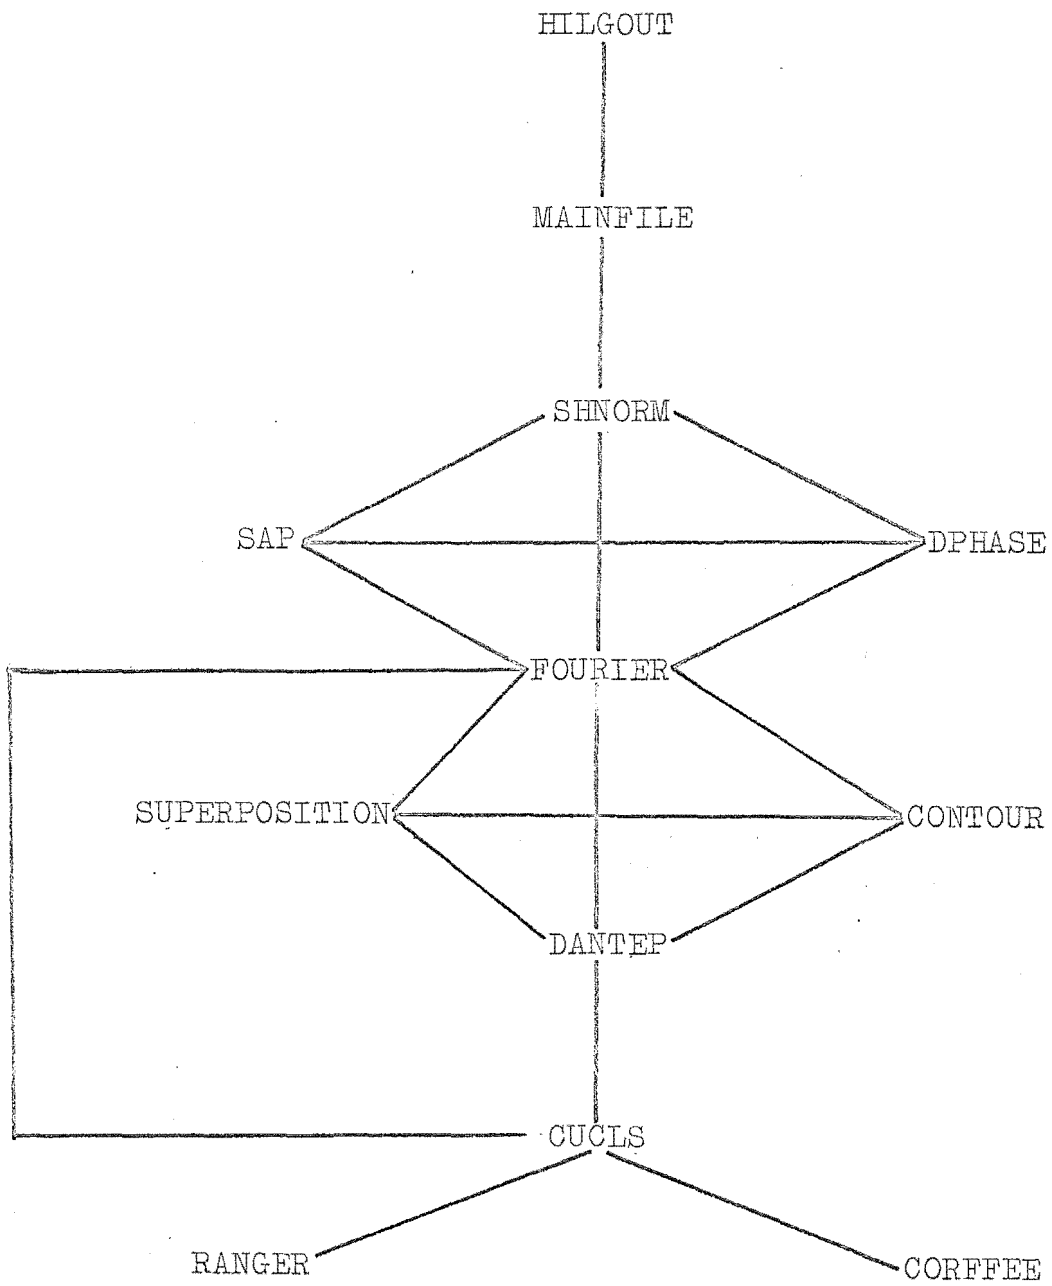 HILGOUT
MAINFILE
SHNORM
SAP
DPHASE
FOURIER
SUPERPOSITION
CONTOUR
DANTEP
CUCLS
RANGER
CORFFEE